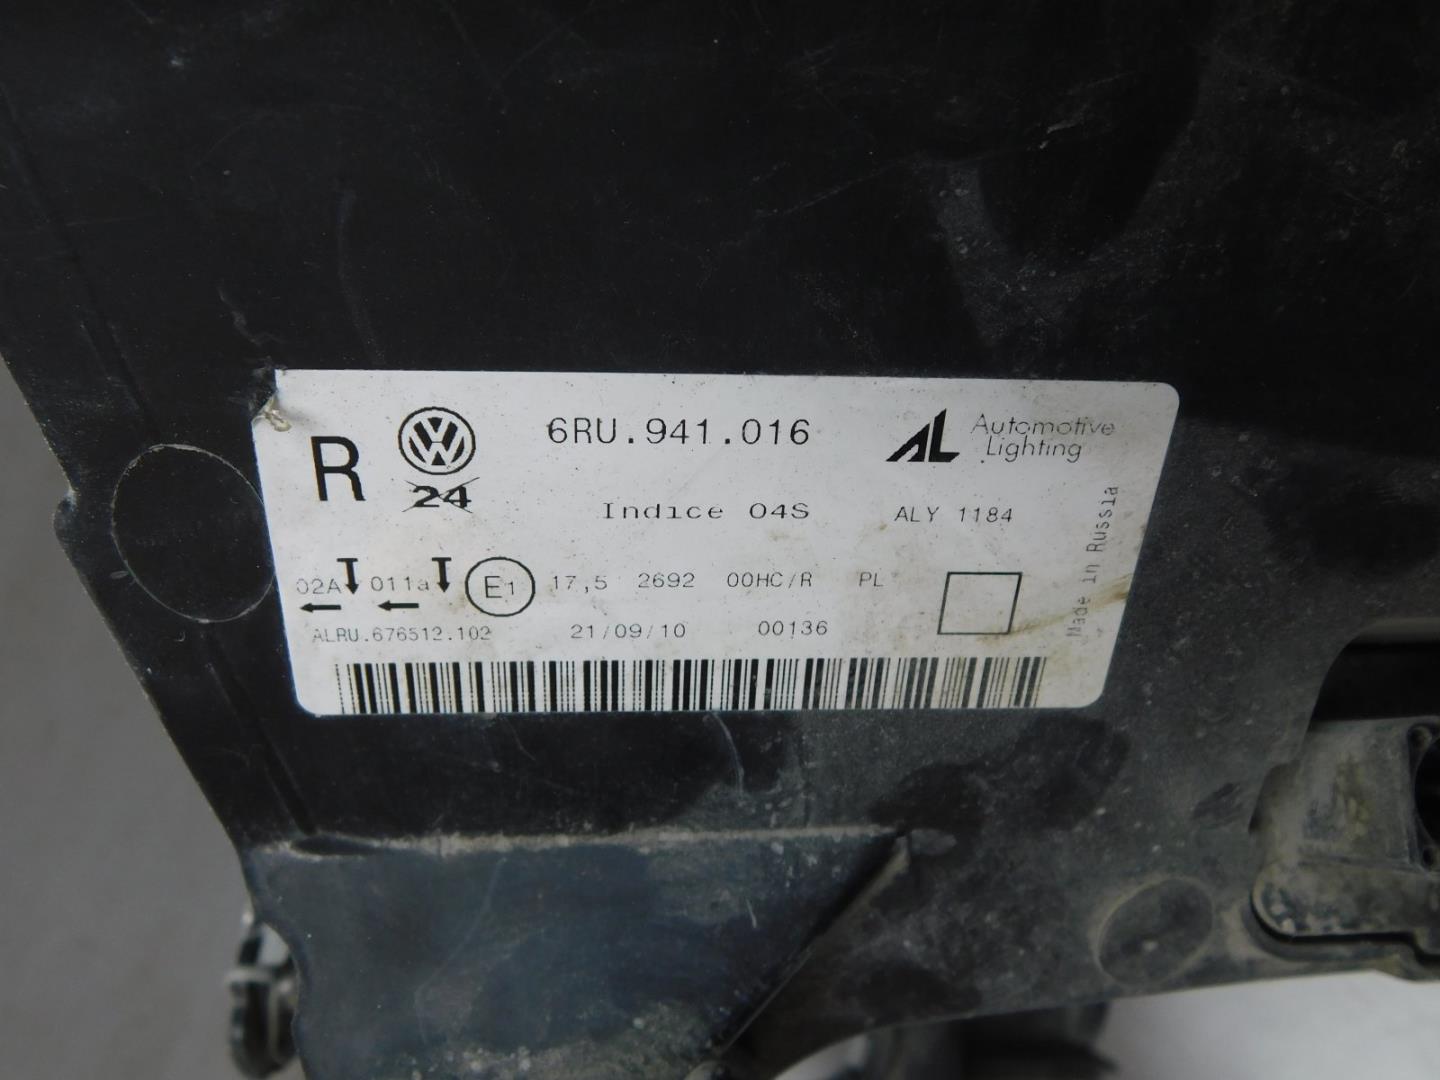 6RU.941.016
AL Automotive Lighting
R
24
Indice 04S
ALY 1184
Made in Russia
02A 011a E1 17,5 2692 00HC/R PL
ALRU.676512.102 21/09/10 00136